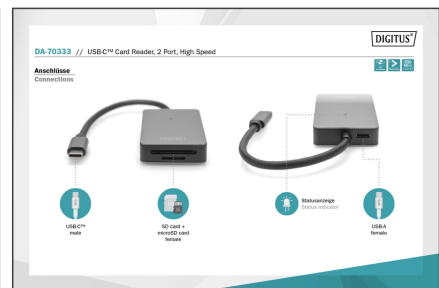 DIGITUS®
DA-70333 // USB-C™ Card Reader, 2 Port, High Speed
Anschlüsse
Connections
USB-C™
male
SD card +
microSD card
female
Statusanzeige
Status indicator
USB-A
female